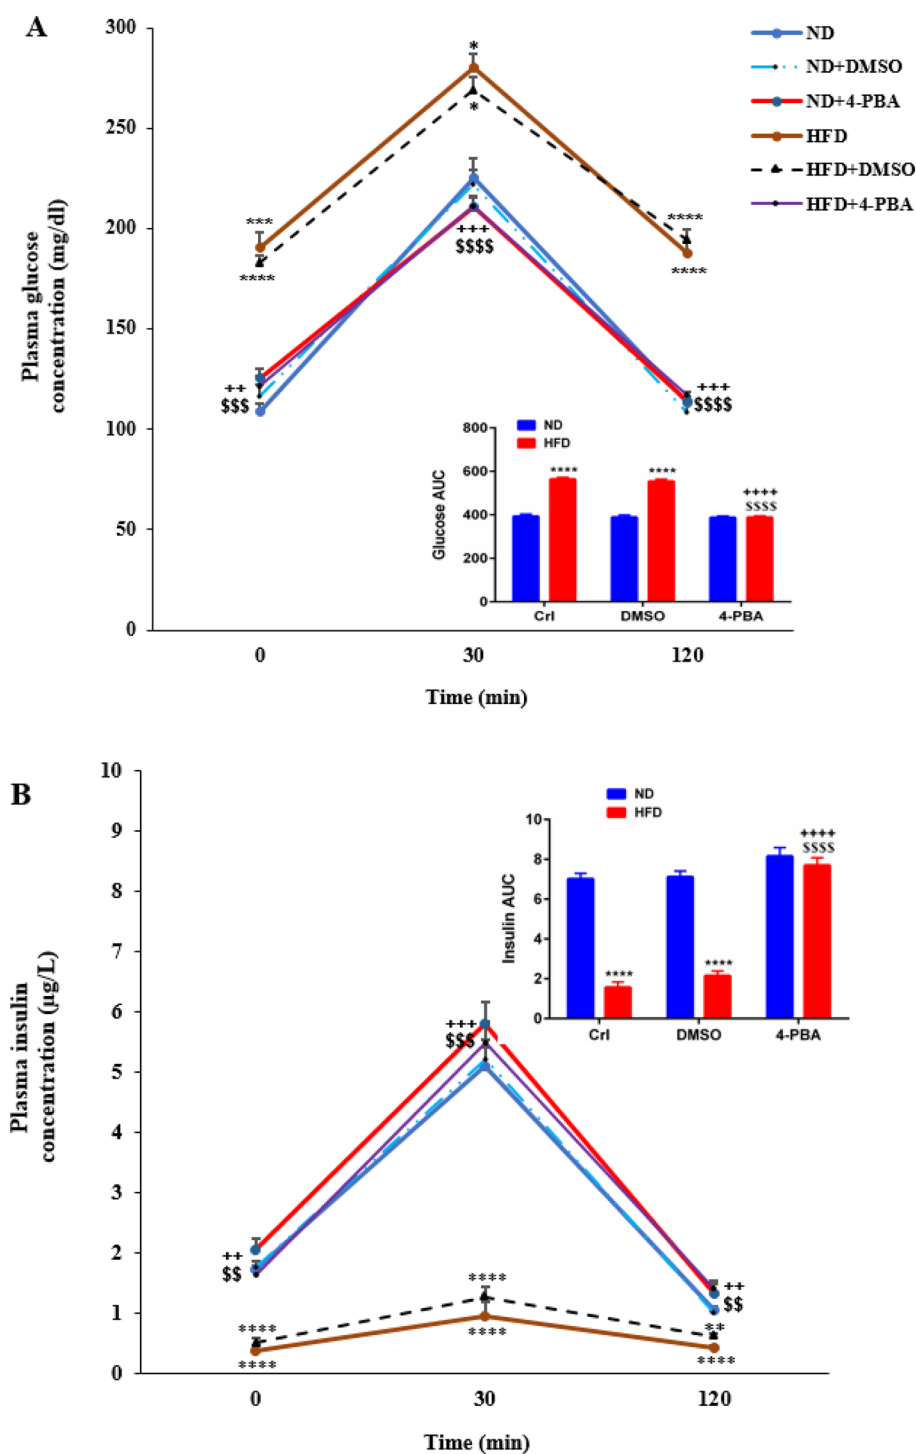 A
300
250
200
150
100
50
0
Plasma glucose
concentration (mg/dl)
ND
ND+DMSO
ND+4-PBA
HFD
HFD+DMSO
HFD+4-PBA
*
*
***
****
****
****
+++
$$$$
++
$$$
+++
$$$$
ND
HFD
800
600
400
200
0
Glucose AUC
****
****
++++
$$$$
Crl DMSO 4-PBA
0 30 120
Time (min)
B
10
9
8
7
6
5
4
3
2
1
0
Plasma insulin
concentration (µg/L)
ND
HFD
10
8
6
4
2
0
Insulin AUC
****
****
++++
$$$$
Crl DMSO 4-PBA
+++
$$$
++
$$
++
$$
****
****
****
****
**
****
0 30 120
Time (min)